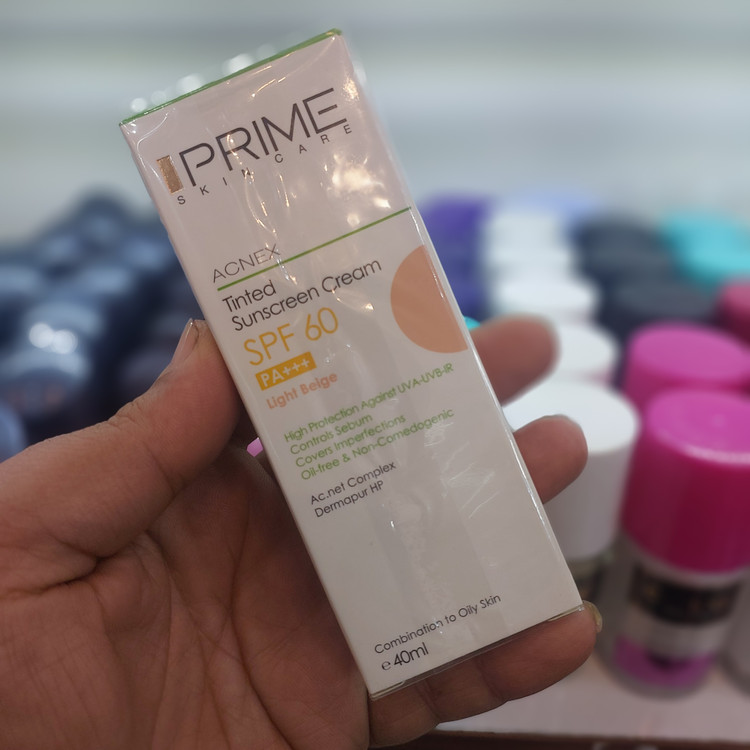 PRIME
SKIN CARE
ACNEX
Tinted
Sunscreen Cream
SPF 60
PA+++
Light Beige
High Protection Against UVA-UVB-IR
Controls Sebum
Covers Imperfections
Oil-free & Non-Comedogenic
Ac.net Complex
Dermapur HP
Combination to Oily Skin
e 40ml